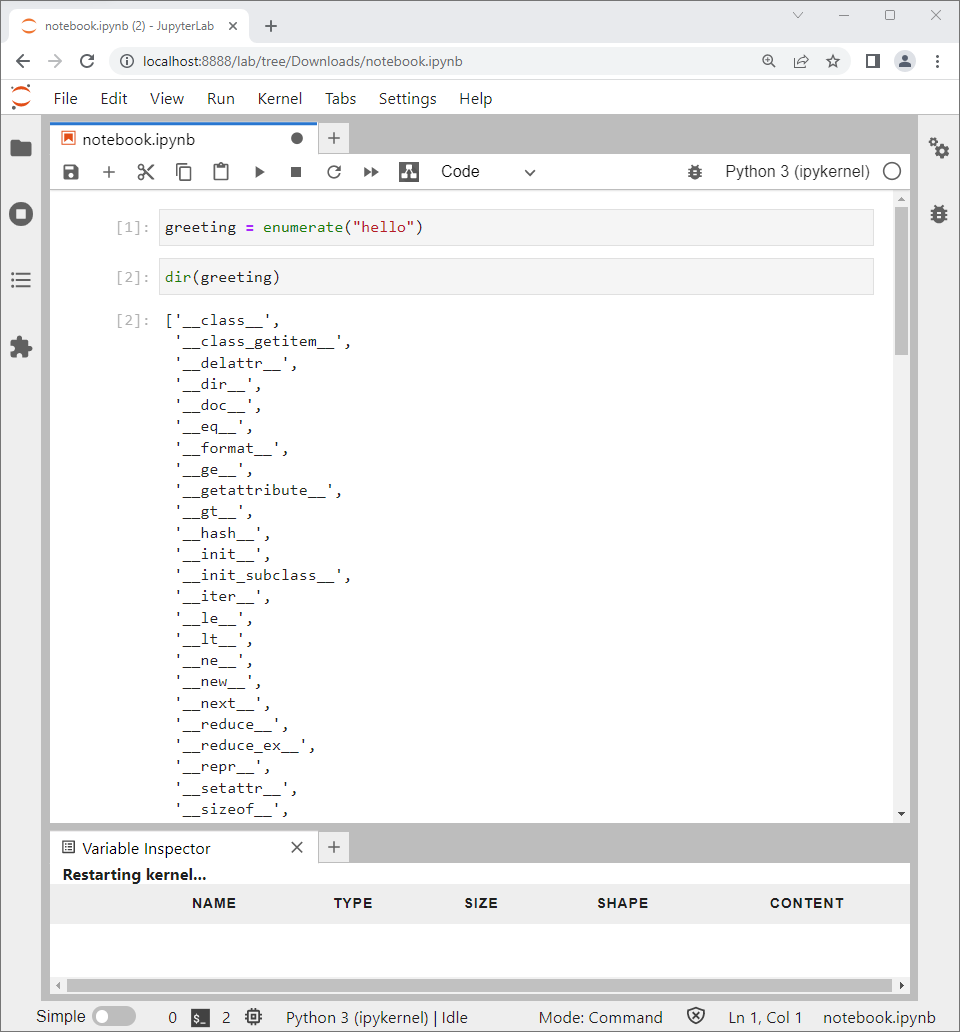 notebook.ipynb (2) - JupyterLab
localhost:8888/lab/tree/Downloads/notebook.ipynb
File Edit View Run Kernel Tabs Settings Help
notebook.ipynb
Code Python 3 (ipykernel)
[1]: greeting = enumerate("hello")
[2]: dir(greeting)
[2]: ['__class__',
'__class_getitem__',
'__delattr__',
'__dir__',
'__doc__',
'__eq__',
'__format__',
'__ge__',
'__getattribute__',
'__gt__',
'__hash__',
'__init__',
'__init_subclass__',
'__iter__',
'__le__',
'__lt__',
'__ne__',
'__new__',
'__next__',
'__reduce__',
'__reduce_ex__',
'__repr__',
'__setattr__',
'__sizeof__',
Variable Inspector
Restarting kernel...
NAME TYPE SIZE SHAPE CONTENT
Simple 0 $_ 2 Python 3 (ipykernel) | Idle Mode: Command Ln 1, Col 1 notebook.ipynb